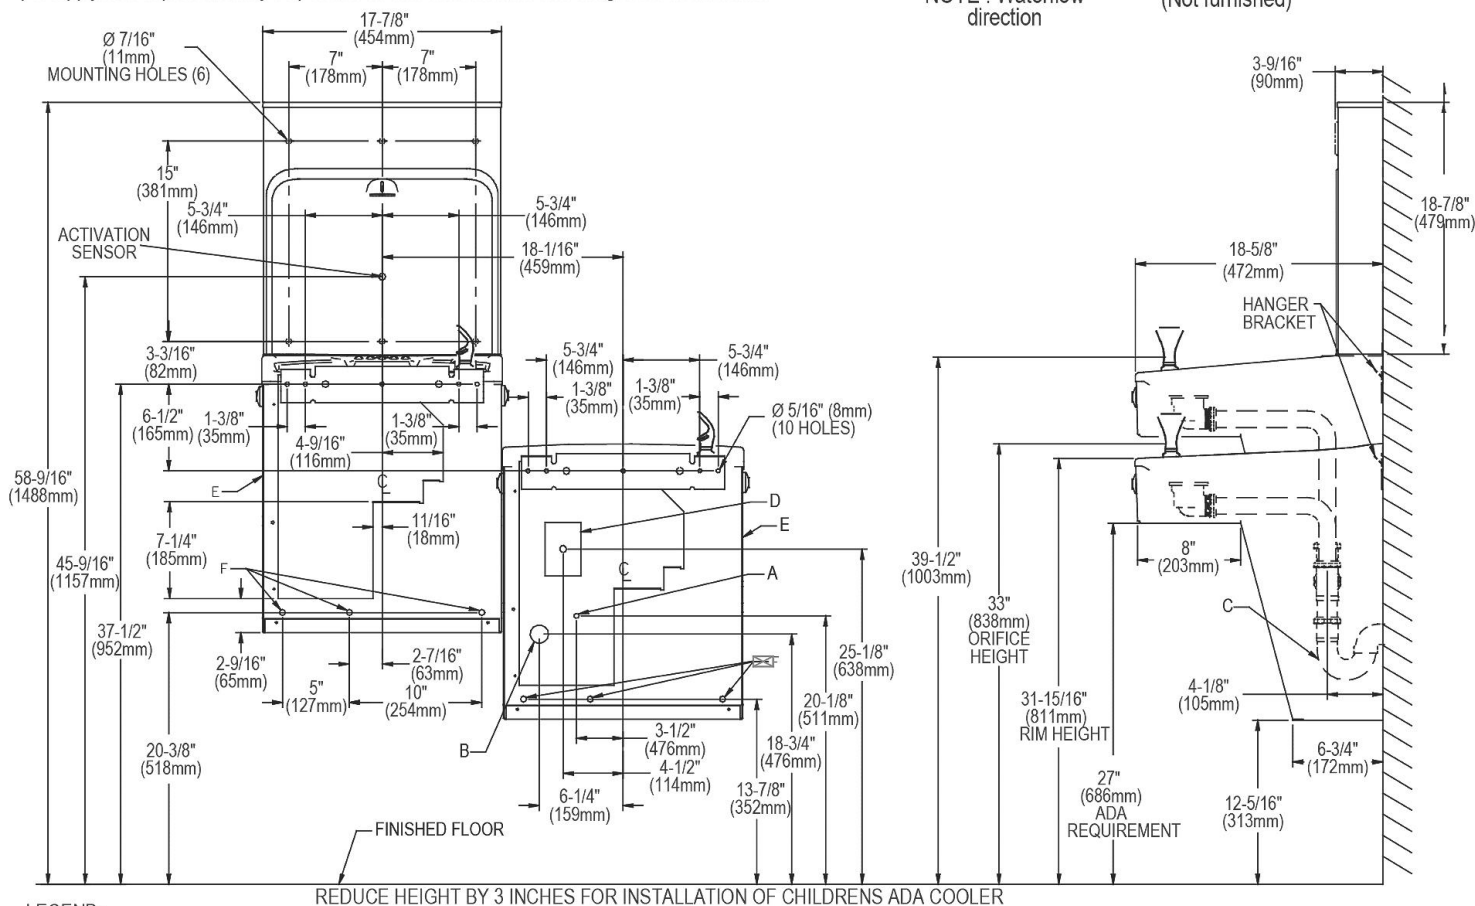 NOTE : Waterflow
direction
(Not furnished)
17-7/8"
(454mm)
Ø 7/16"
(11mm)
MOUNTING HOLES (6)
7"
(178mm)
7"
(178mm)
3-9/16"
(90mm)
15"
(381mm)
5-3/4"
(146mm)
5-3/4"
(146mm)
18-7/8"
(479mm)
ACTIVATION
SENSOR
18-1/16"
(459mm)
18-5/8"
(472mm)
HANGER
BRACKET
3-3/16"
(82mm)
5-3/4"
(146mm)
5-3/4"
(146mm)
6-1/2"
(165mm)
1-3/8"
(35mm)
1-3/8"
(35mm)
1-3/8"
(35mm)
1-3/8"
(35mm)
Ø 5/16" (8mm)
(10 HOLES)
4-9/16"
(116mm)
58-9/16"
(1488mm)
E
C
D
11/16"
(18mm)
E
7-1/4"
(185mm)
8"
(203mm)
45-9/16"
(1157mm)
F
C
A
39-1/2"
(1003mm)
33"
(838mm)
ORIFICE
HEIGHT
C
37-1/2"
(952mm)
2-9/16"
(65mm)
2-7/16"
(63mm)
25-1/8"
(638mm)
5"
(127mm)
10"
(254mm)
20-1/8"
(511mm)
31-15/16"
(811mm)
RIM HEIGHT
4-1/8"
(105mm)
20-3/8"
(518mm)
B
3-1/2"
(476mm)
18-3/4"
(476mm)
4-1/2"
(114mm)
6-3/4"
(172mm)
6-1/4"
(159mm)
13-7/8"
(352mm)
27"
(686mm)
ADA
REQUIREMENT
12-5/16"
(313mm)
FINISHED FLOOR
REDUCE HEIGHT BY 3 INCHES FOR INSTALLATION OF CHILDRENS ADA COOLER
LEGEND